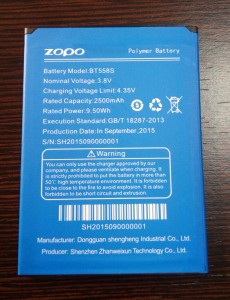 ZOPO
Polymer Battery
Battery Model:BT558S
Nominal Voltage:3.8V
Charging Voltage Limit:4.35V
Rated Capacity:2500mAh
Rated Power:9.50Wh
Execution Standard:GB/T 18287-2013
Production Date:In September,2015
S/N:SH2015090000001
Warning
You can only use the charger embedded,
and please ventilate when charging. It
is strictly prohibited to put the battery in more than
60℃ high temperature environment. It is forbidden
to be close to the fire to avoid explosion. It is also
forbidden to be short circuit and extrusion.
SH2015090000001
Manufacturer: Dongguan shengheng Industrial Co., Ltd.
Producer: Shenzhen Zhanweixun Technology Co., Ltd.